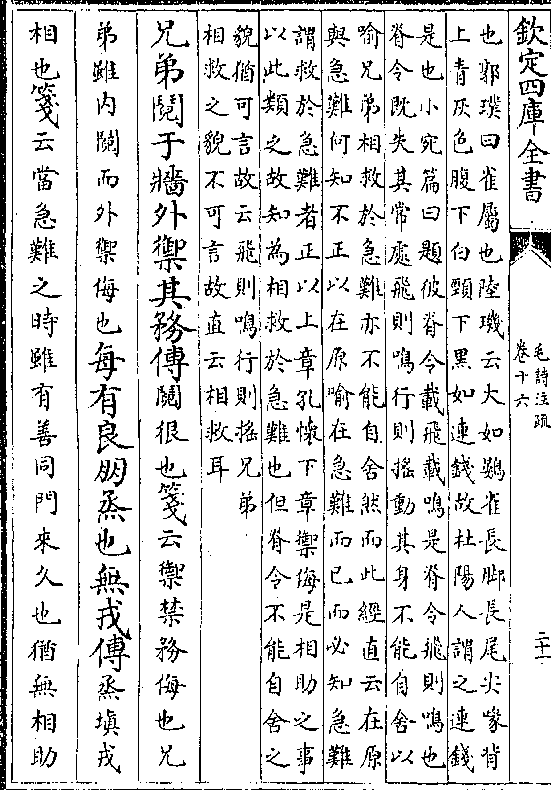 欽定四庫全書
毛詩注疏
卷十六
二十一
也郭璞曰雀屬也陸璣云大如鷃雀長脚長尾尖喙背
上青灰色腹下白頸下黑如連錢故杜陽人謂之連錢
是也小宛篇曰題彼脊令載飛載鳴是脊令飛則鳴也
脊令既失其常處飛則鳴行則搖動其身不能自舍以
喻兄弟相救於急難亦不能自舍然而此經直云在原
與急難何知不正以在原喻在急難而已而必知急難
謂救於急難者正以上章孔懷下章禦侮是相助之事
以此類之故知為相救於急難也但脊令不能自舍之
貌猶可言故云飛則鳴行則搖兄弟
相救之貌不可言故直云相救耳
兄弟鬩于牆外禦其務傳鬩很也箋云禦禁務侮也兄
弟雖内鬩而外禦侮也每有良朋烝也無戎傳烝塡戎
相也箋云當急難之時雖有善同門來久也猶無相助